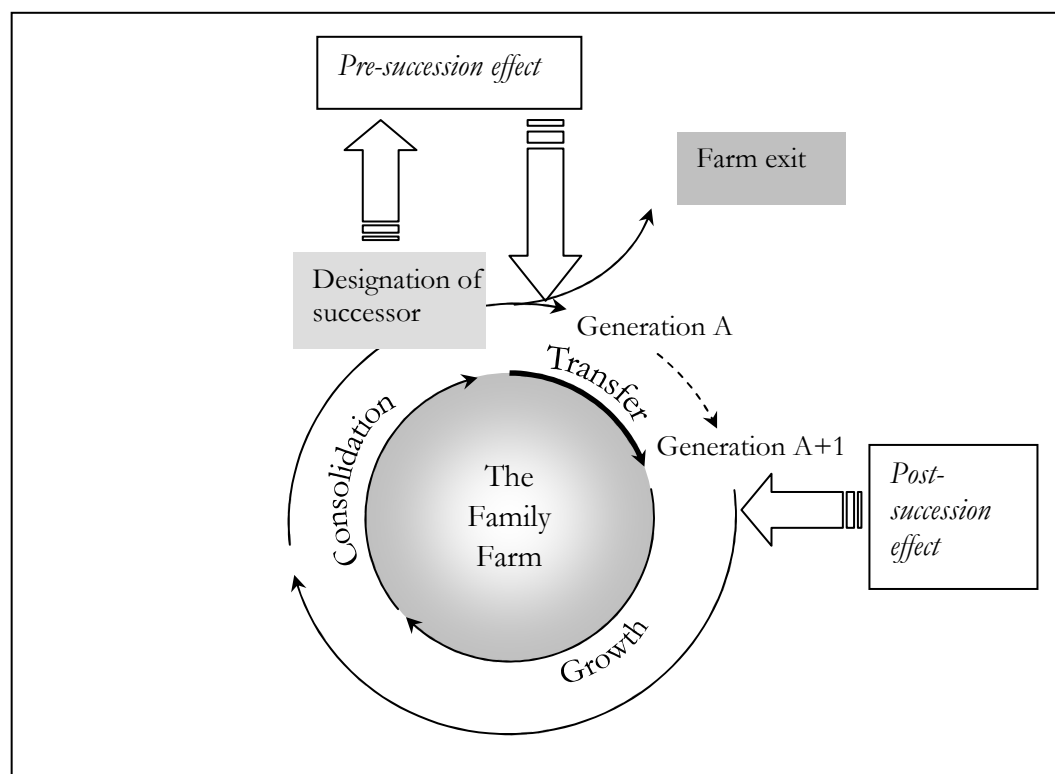 Pre-succession effect
Farm exit
Designation of
successor
Generation A
Transfer
Generation A+1
Consolidation
The
Family
Farm
Post-
succession
effect
Growth